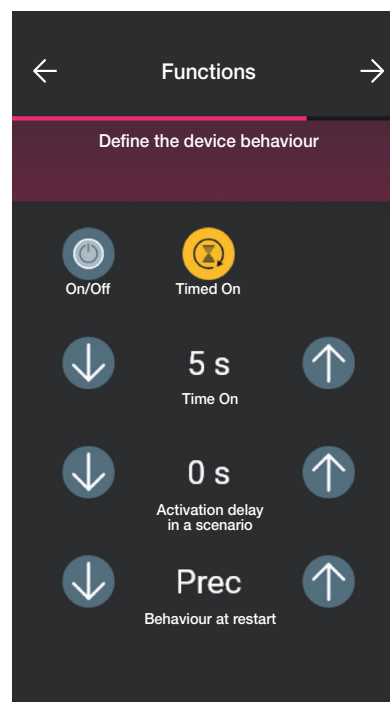 Functions
Define the device behaviour
On/Off
Timed On
5 s
Time On
0 s
Activation delay
in a scenario
Prec
Behaviour at restart